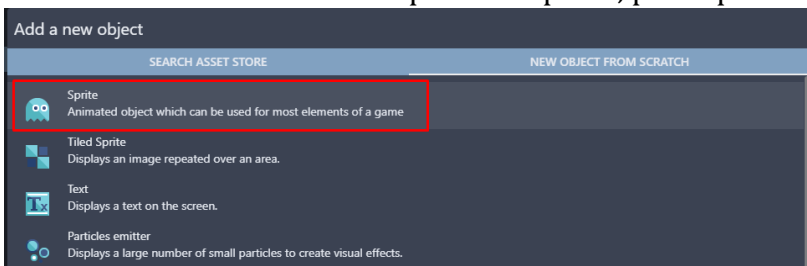 Add a new object
SEARCH ASSET STORE
NEW OBJECT FROM SCRATCH
Sprite
Animated object which can be used for most elements of a game
Tiled Sprite
Displays an image repeated over an area.
Tx
Text
Displays a text on the screen.
Particles emitter
Displays a large number of small particles to create visual effects.